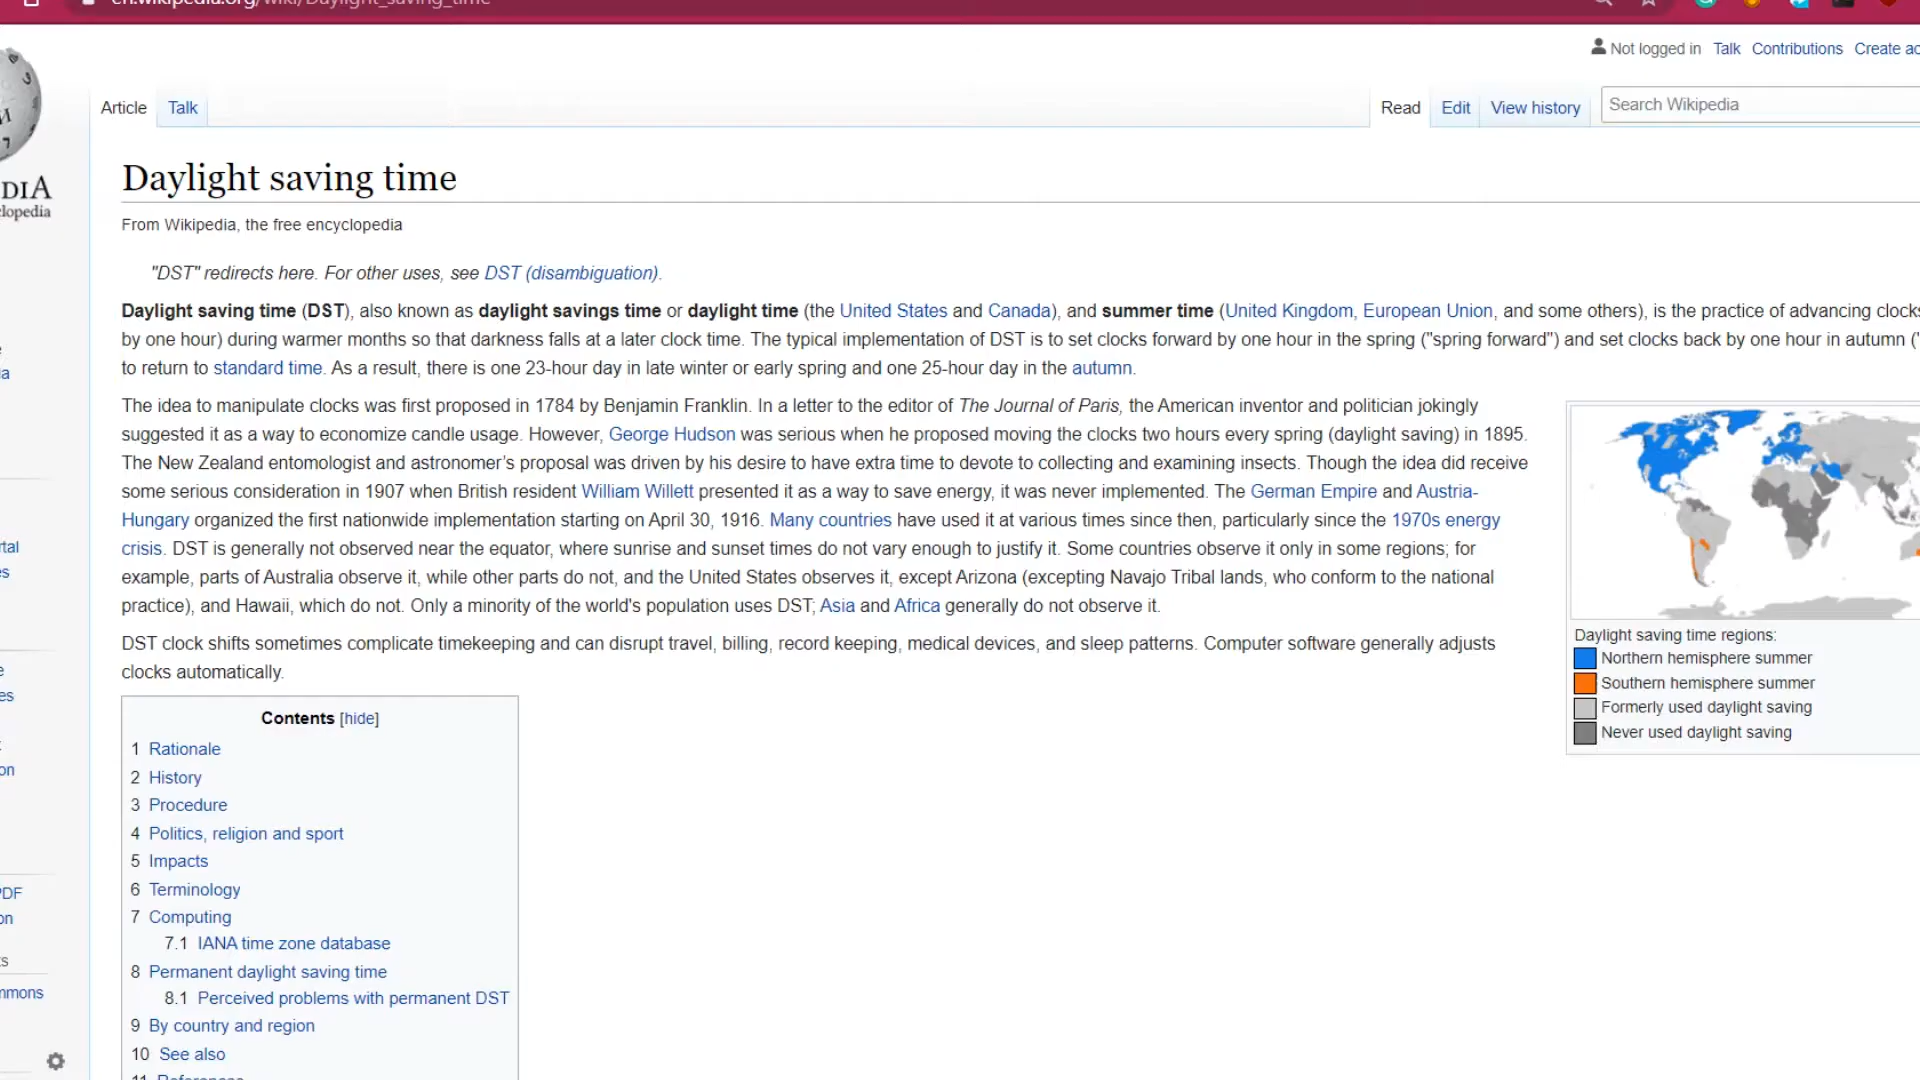 en.wikipedia.org/wiki/Daylight_saving_time
Not logged in Talk Contributions Create ac
Article Talk Read Edit View history Search Wikipedia
DIA
clopedia
Daylight saving time
From Wikipedia, the free encyclopedia
"DST" redirects here. For other uses, see DST (disambiguation).
Daylight saving time (DST), also known as daylight savings time or daylight time (the United States and Canada), and summer time (United Kingdom, European Union, and some others), is the practice of advancing clocks
by one hour) during warmer months so that darkness falls at a later clock time. The typical implementation of DST is to set clocks forward by one hour in the spring ("spring forward") and set clocks back by one hour in autumn ("
to return to standard time. As a result, there is one 23-hour day in late winter or early spring and one 25-hour day in the autumn.
The idea to manipulate clocks was first proposed in 1784 by Benjamin Franklin. In a letter to the editor of The Journal of Paris, the American inventor and politician jokingly
suggested it as a way to economize candle usage. However, George Hudson was serious when he proposed moving the clocks two hours every spring (daylight saving) in 1895.
The New Zealand entomologist and astronomer's proposal was driven by his desire to have extra time to devote to collecting and examining insects. Though the idea did receive
some serious consideration in 1907 when British resident William Willett presented it as a way to save energy, it was never implemented. The German Empire and Austria-
Hungary organized the first nationwide implementation starting on April 30, 1916. Many countries have used it at various times since then, particularly since the 1970s energy
crisis. DST is generally not observed near the equator, where sunrise and sunset times do not vary enough to justify it. Some countries observe it only in some regions; for
example, parts of Australia observe it, while other parts do not, and the United States observes it, except Arizona (excepting Navajo Tribal lands, who conform to the national
practice), and Hawaii, which do not. Only a minority of the world's population uses DST; Asia and Africa generally do not observe it.
DST clock shifts sometimes complicate timekeeping and can disrupt travel, billing, record keeping, medical devices, and sleep patterns. Computer software generally adjusts
clocks automatically.
Daylight saving time regions:
Northern hemisphere summer
Southern hemisphere summer
Formerly used daylight saving
Never used daylight saving
Contents [hide]
1 Rationale
2 History
3 Procedure
4 Politics, religion and sport
5 Impacts
6 Terminology
7 Computing
7.1 IANA time zone database
8 Permanent daylight saving time
8.1 Perceived problems with permanent DST
9 By country and region
10 See also
11 References